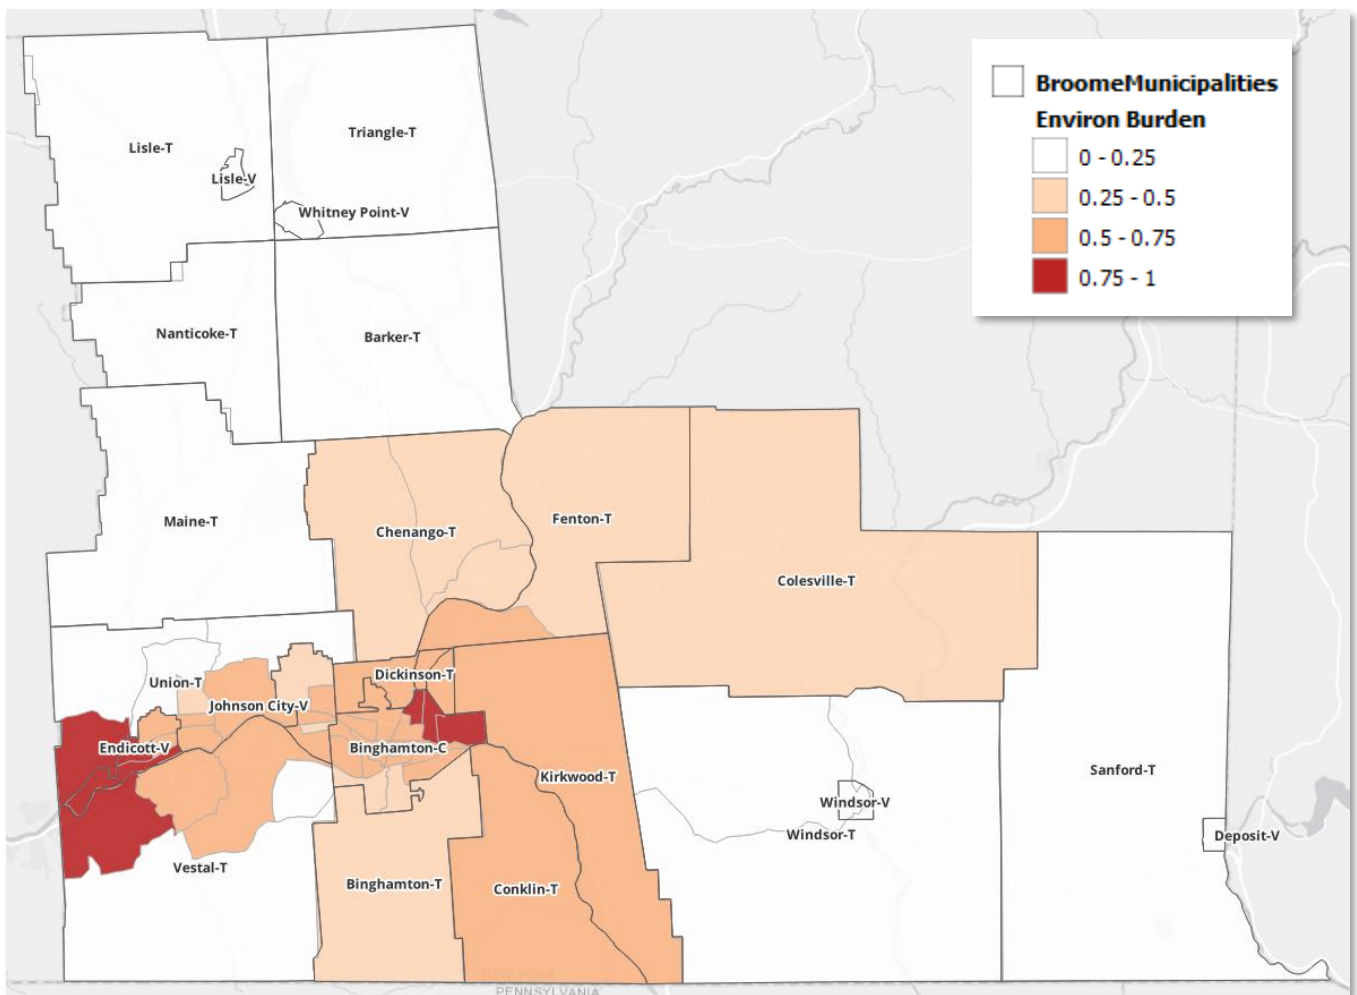 BroomeMunicipalities
Environ Burden
0 - 0.25
0.25 - 0.5
0.5 - 0.75
0.75 - 1
Triangle-T
Lisle-T
Lisle-V
Whitney Point-V
Nanticoke-T
Barker-T
Maine-T
Chenango-T
Fenton-T
Colesville-T
Union-T
Dickinson-T
Johnson City-V
Endicott-V
Binghamton-C
Kirkwood-T
Sanford-T
Windsor-V
Windsor-T
Deposit-V
Vestal-T
Binghamton-T
Conklin-T
NEW YORK
PENNSYLVANIA